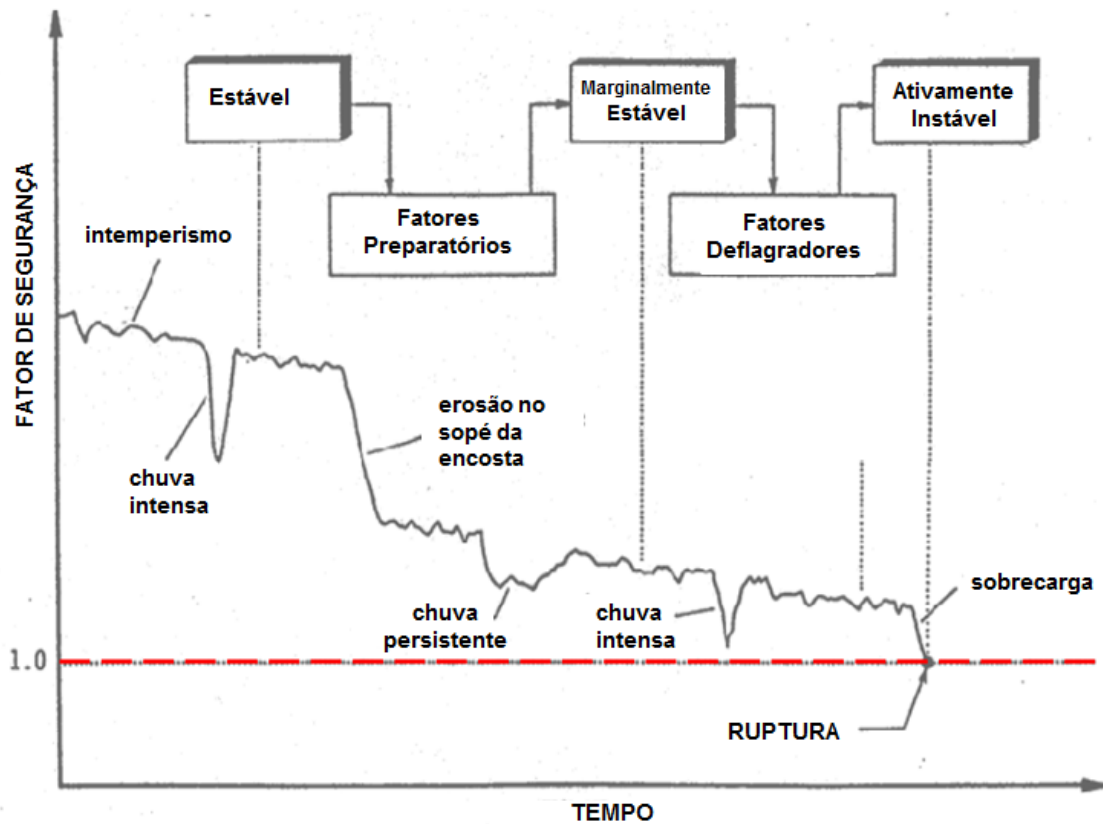 Estável
Marginalmente
Estável
Ativamente
Instável
Fatores
Preparatórios
Fatores
Deflagradores
FATOR DE SEGURANÇA
intemperismo
chuva
intensa
erosão no
sopé da
encosta
chuva
persistente
chuva
intensa
sobrecarga
1.0
RUPTURA
TEMPO